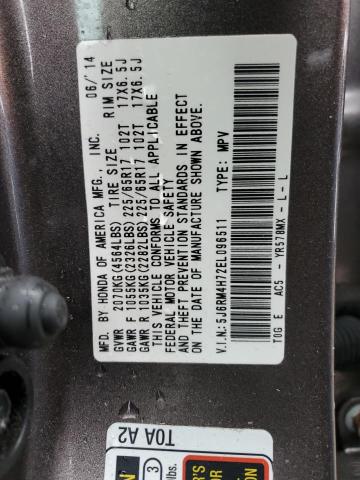 MFD. BY HONDA OF AMERICA MFG., INC. 06/'14
GVWR 2070KG(4564LBS) TIRE SIZE RIM SIZE
GAWR F 1055KG(2326LBS) 225/65R17 102T 17X6.5J
GAWR R 1035KG(2282LBS) 225/65R17 102T 17X6.5J
THIS VEHICLE CONFORMS TO ALL APPLICABLE
FEDERAL MOTOR VEHICLE SAFETY
AND THEFT PREVENTION STANDARDS IN EFFECT
ON THE DATE OF MANUFACTURE SHOWN ABOVE.
V.I.N:5J6RM4H72EL096511 TYPE: MPV
T0G E AC5 - YR578MX - L - L
T0A A2
3
lbs.